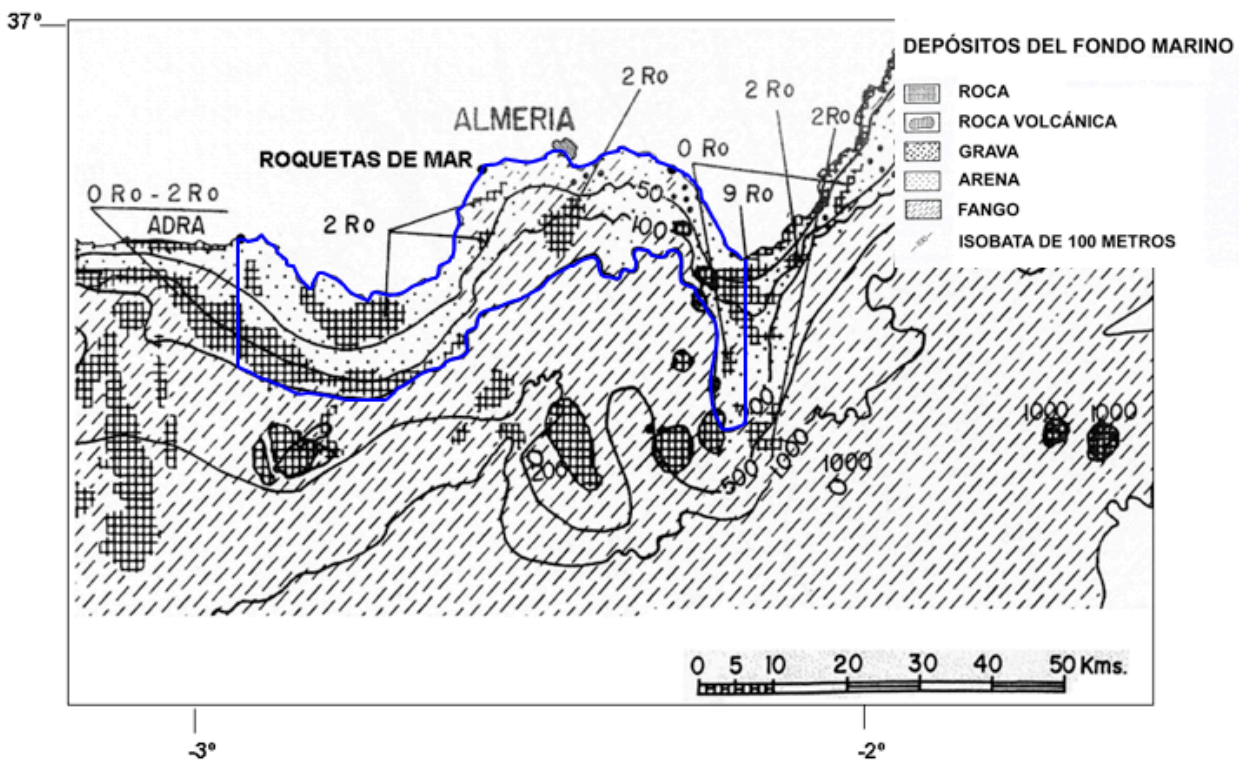 37º
DEPÓSITOS DEL FONDO MARINO
ROCA
ROCA VOLCÁNICA
GRAVA
ARENA
FANGO
ISOBATA DE 100 METROS
2 Ro
2 Ro
2Ro
ALMERIA
0 Ro
ROQUETAS DE MAR
9 Ro
0 Ro - 2 Ro
ADRA
2 Ro
50
100
200
500
1000
1000
1000
1000
0 5 10 20 30 40 50 Kms.
-3º
-2º